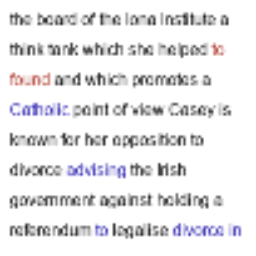 the board of the Iona Institute a
think tank which she helped to
found and which promotes a
Catholic point of view Casey is
known for her opposition to
divorce advising the Irish
government against holding a
referendum to legalise divorce in